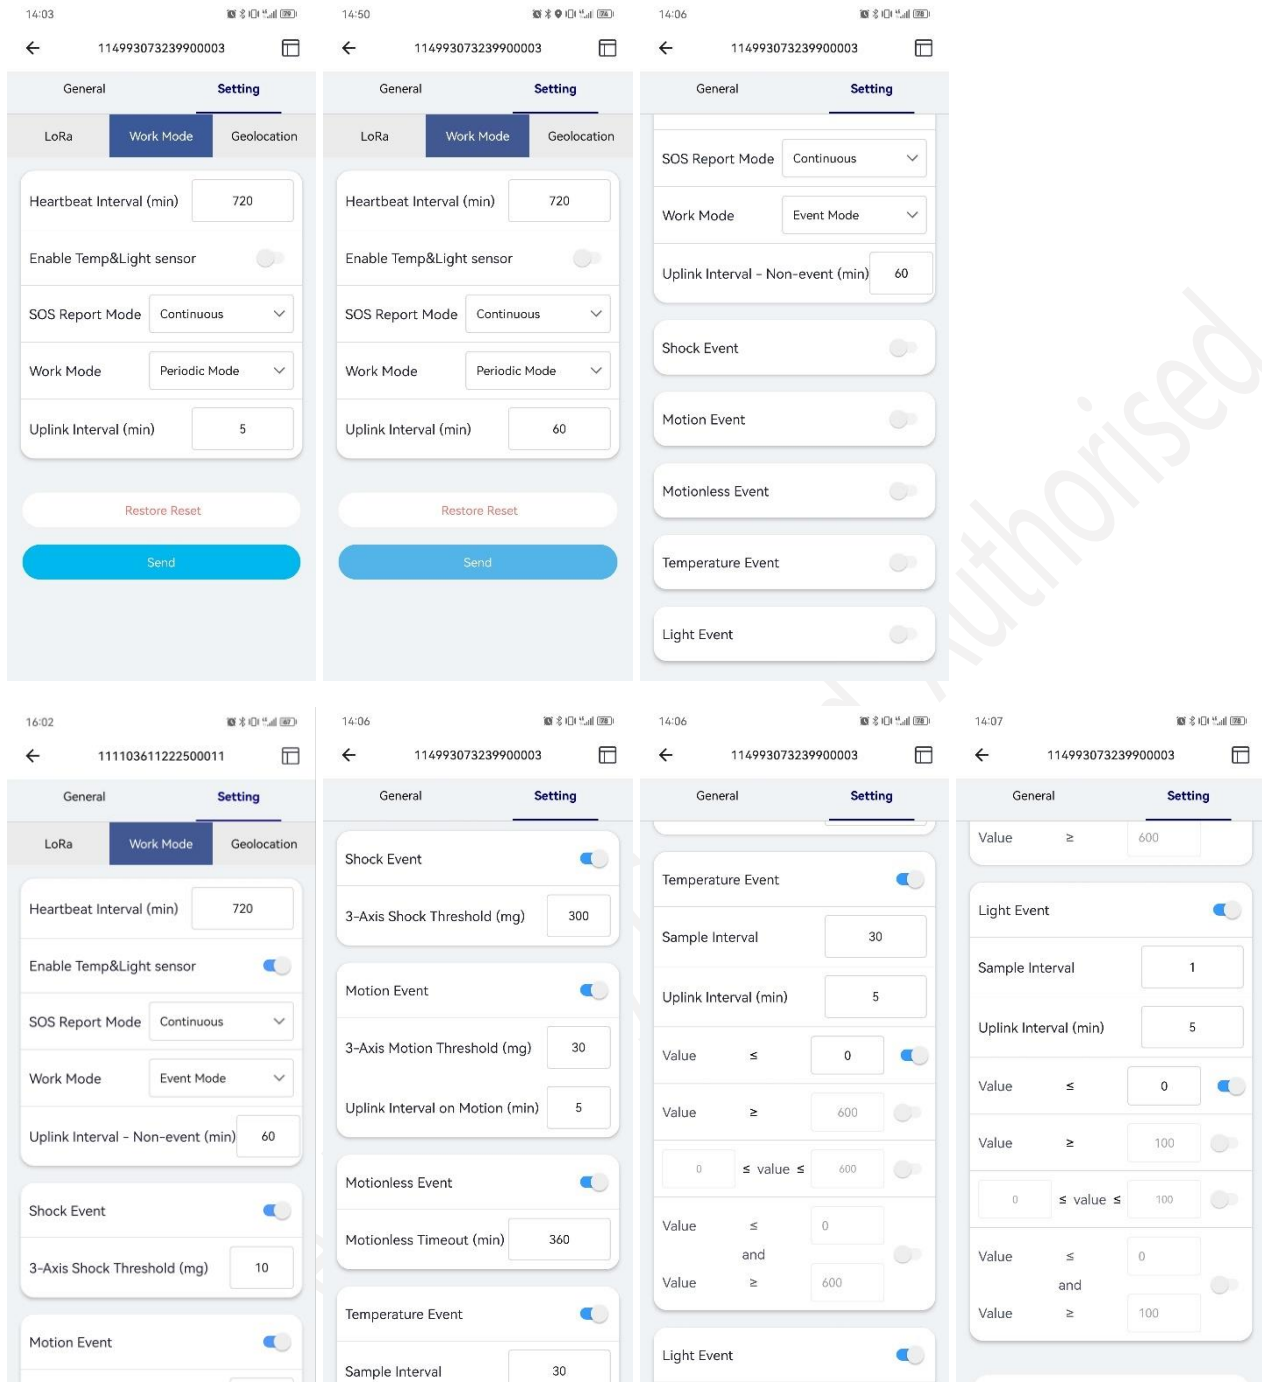 14:03
114993073239900003
General Setting
LoRa Work Mode Geolocation
Heartbeat Interval (min) 720
Enable Temp&Light sensor
SOS Report Mode Continuous
Work Mode Periodic Mode
Uplink Interval (min) 5
Restore Reset
Send
14:50
114993073239900003
General Setting
LoRa Work Mode Geolocation
Heartbeat Interval (min) 720
Enable Temp&Light sensor
SOS Report Mode Continuous
Work Mode Periodic Mode
Uplink Interval (min) 60
Restore Reset
Send
14:06
114993073239900003
General Setting
SOS Report Mode Continuous
Work Mode Event Mode
Uplink Interval - Non-event (min) 60
Shock Event
Motion Event
Motionless Event
Temperature Event
Light Event
16:02
111103611222500011
General Setting
LoRa Work Mode Geolocation
Heartbeat Interval (min) 720
Enable Temp&Light sensor
SOS Report Mode Continuous
Work Mode Event Mode
Uplink Interval - Non-event (min) 60
Shock Event
3-Axis Shock Threshold (mg) 10
Motion Event
14:06
114993073239900003
General Setting
Shock Event
3-Axis Shock Threshold (mg) 300
Motion Event
3-Axis Motion Threshold (mg) 30
Uplink Interval on Motion (min) 5
Motionless Event
Motionless Timeout (min) 360
Temperature Event
Sample Interval 30
14:06
114993073239900003
General Setting
Temperature Event
Sample Interval 30
Uplink Interval (min) 5
Value ≤ 0
Value ≥ 600
0 ≤ value ≤ 600
Value ≤ 0
and
Value ≥ 600
Light Event
14:07
114993073239900003
General Setting
Value ≥ 600
Light Event
Sample Interval 1
Uplink Interval (min) 5
Value ≤ 0
Value ≥ 100
0 ≤ value ≤ 100
Value ≤ 0
and
Value ≥ 100
Authorised